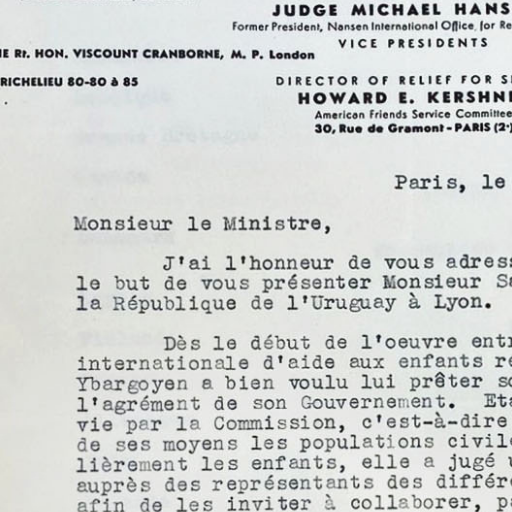 JUDGE MICHAEL HANS
Former President, Nansen International Office, for Re
VICE PRESIDENTS
HE Rt. HON. VISCOUNT CRANBORNE, M. P. London
RICHELIEU 80-80 à 85
DIRECTOR OF RELIEF FOR S
HOWARD E. KERSHN
American Friends Service Committee
30, Rue de Gramont - PARIS (2e)
Paris, le
Monsieur le Ministre,
J'ai l'honneur de vous adress
le but de vous présenter Monsieur S
la République de l'Uruguay à Lyon.
Dès le début de l'oeuvre ent
internationale d'aide aux enfants r
Ybargoyen a bien voulu lui prêter s
l'agrément de son Gouvernement. Eta
vie par la Commission, c'est-à-dire
de ses moyens les populations civil
lièrement les enfants, elle a jugé
auprès des représentants des différ
afin de les inviter à collaborer, p